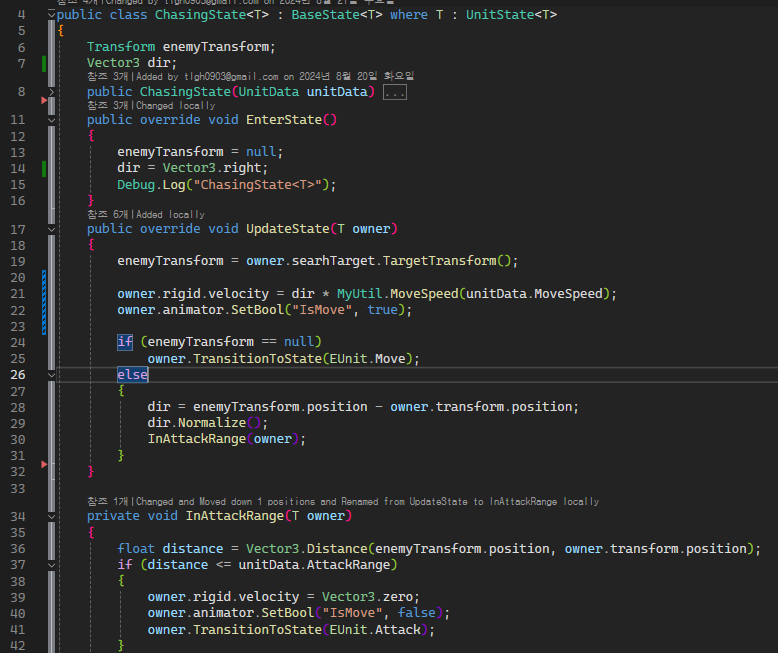 참조 4개|Changed by tlgh0903@gmail.com on 2024년 8월 21일 수요일
4 public class ChasingState<T> : BaseState<T> where T : UnitState<T>
5 {
6 Transform enemyTransform;
7 Vector3 dir;
참조 3개|Added by tlgh0903@gmail.com on 2024년 8월 20일 화요일
8 public ChasingState(UnitData unitData) ...
참조 3개|Changed locally
11 public override void EnterState()
12 {
13 enemyTransform = null;
14 dir = Vector3.right;
15 Debug.Log("ChasingState<T>");
16 }
참조 6개|Added locally
17 public override void UpdateState(T owner)
18 {
19 enemyTransform = owner.searhTarget.TargetTransform();
20
21 owner.rigid.velocity = dir * MyUtil.MoveSpeed(unitData.MoveSpeed);
22 owner.animator.SetBool("IsMove", true);
23
24 if (enemyTransform == null)
25 owner.TransitionToState(EUnit.Move);
26 else
27 {
28 dir = enemyTransform.position - owner.transform.position;
29 dir.Normalize();
30 InAttackRange(owner);
31 }
32 }
33
참조 1개|Changed and Moved down 1 positions and Renamed from UpdateState to InAttackRange locally
34 private void InAttackRange(T owner)
35 {
36 float distance = Vector3.Distance(enemyTransform.position, owner.transform.position);
37 if (distance <= unitData.AttackRange)
38 {
39 owner.rigid.velocity = Vector3.zero;
40 owner.animator.SetBool("IsMove", false);
41 owner.TransitionToState(EUnit.Attack);
42 }